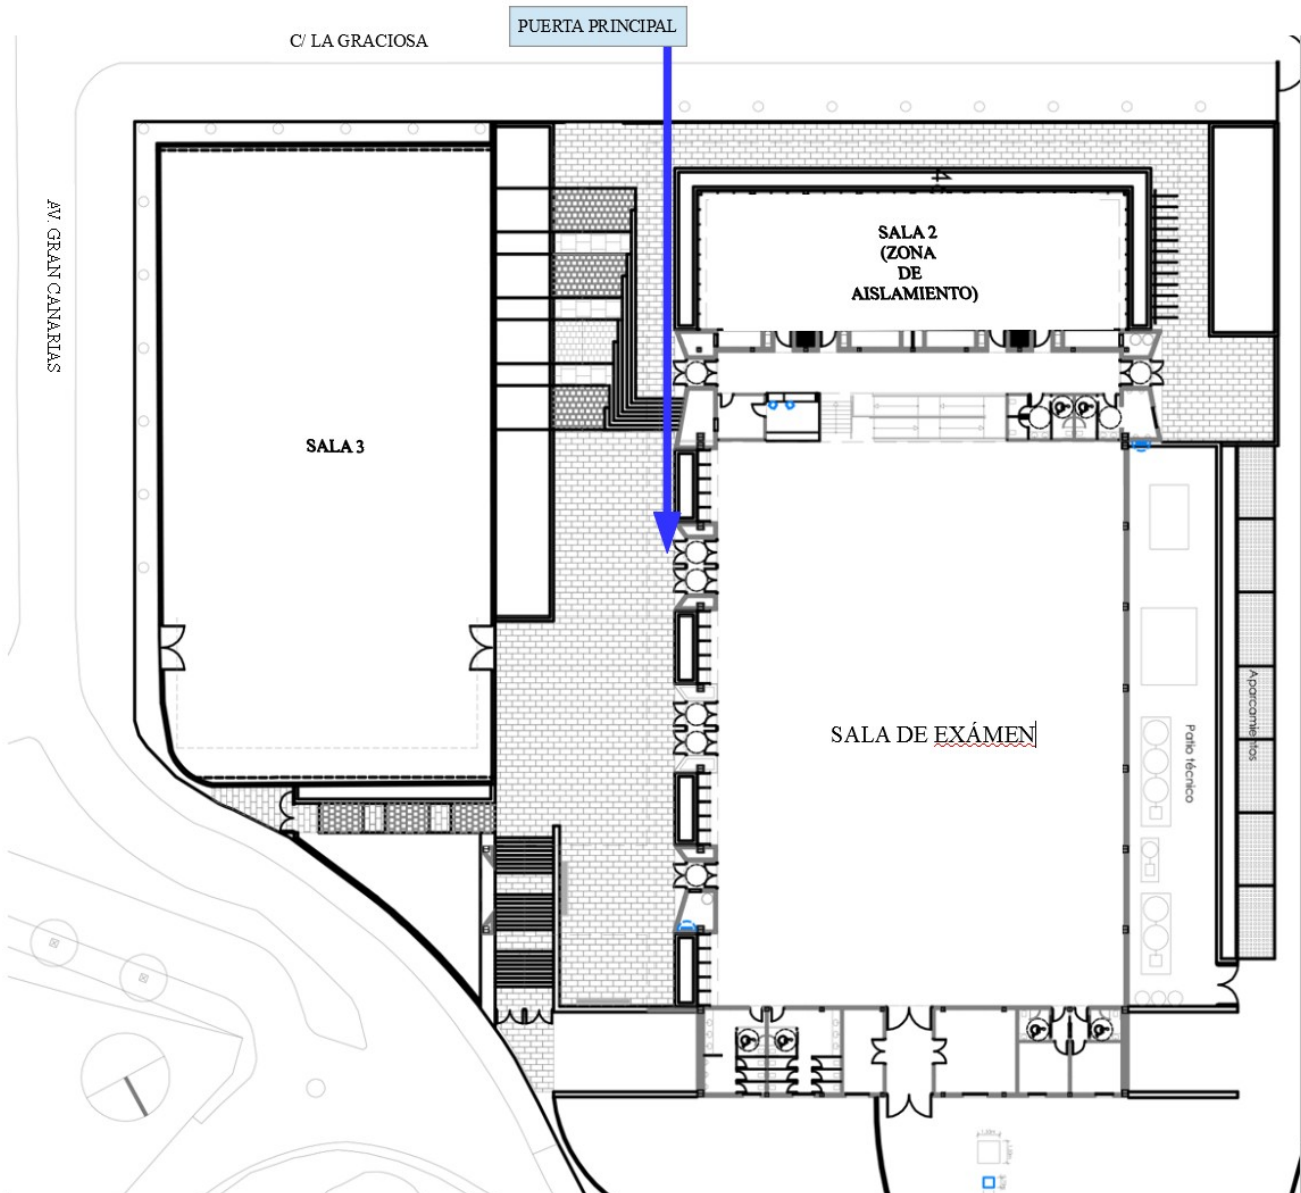 PUERTA PRINCIPAL
C/ LA GRACIOSA
AV. GRAN CANARIAS
SALA 2
(ZONA
DE
AISLAMIENTO)
SALA 3
SALA DE EXÁMEN
Aparcamientos
Patio técnico